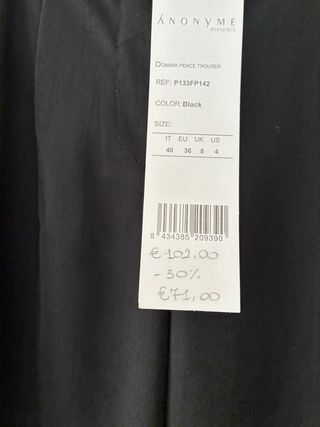 ÁNONYME
designers
DOMINIK PENCE TROUSER
REF: P133FP142
COLOR: Black
SIZE:
IT EU UK US
40 36 8 4
8 434385 209390
€102,00
-30%
€71,00